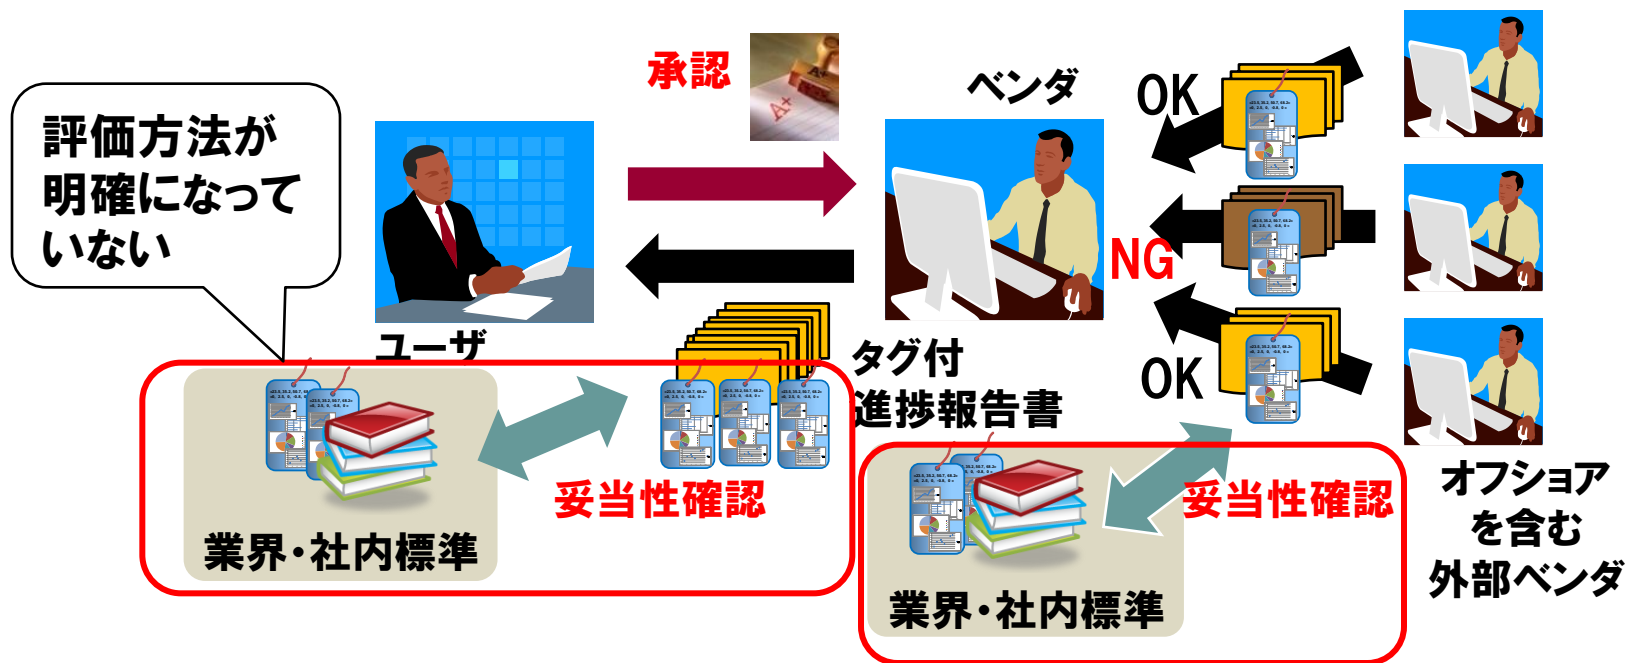 評価方法が
明確になって
いない
承認
A+
ベンダ
OK
NG
OK
ユーザ
タグ付
進捗報告書
妥当性確認
業界・社内標準
妥当性確認
業界・社内標準
オフショア
を含む
外部ベンダ